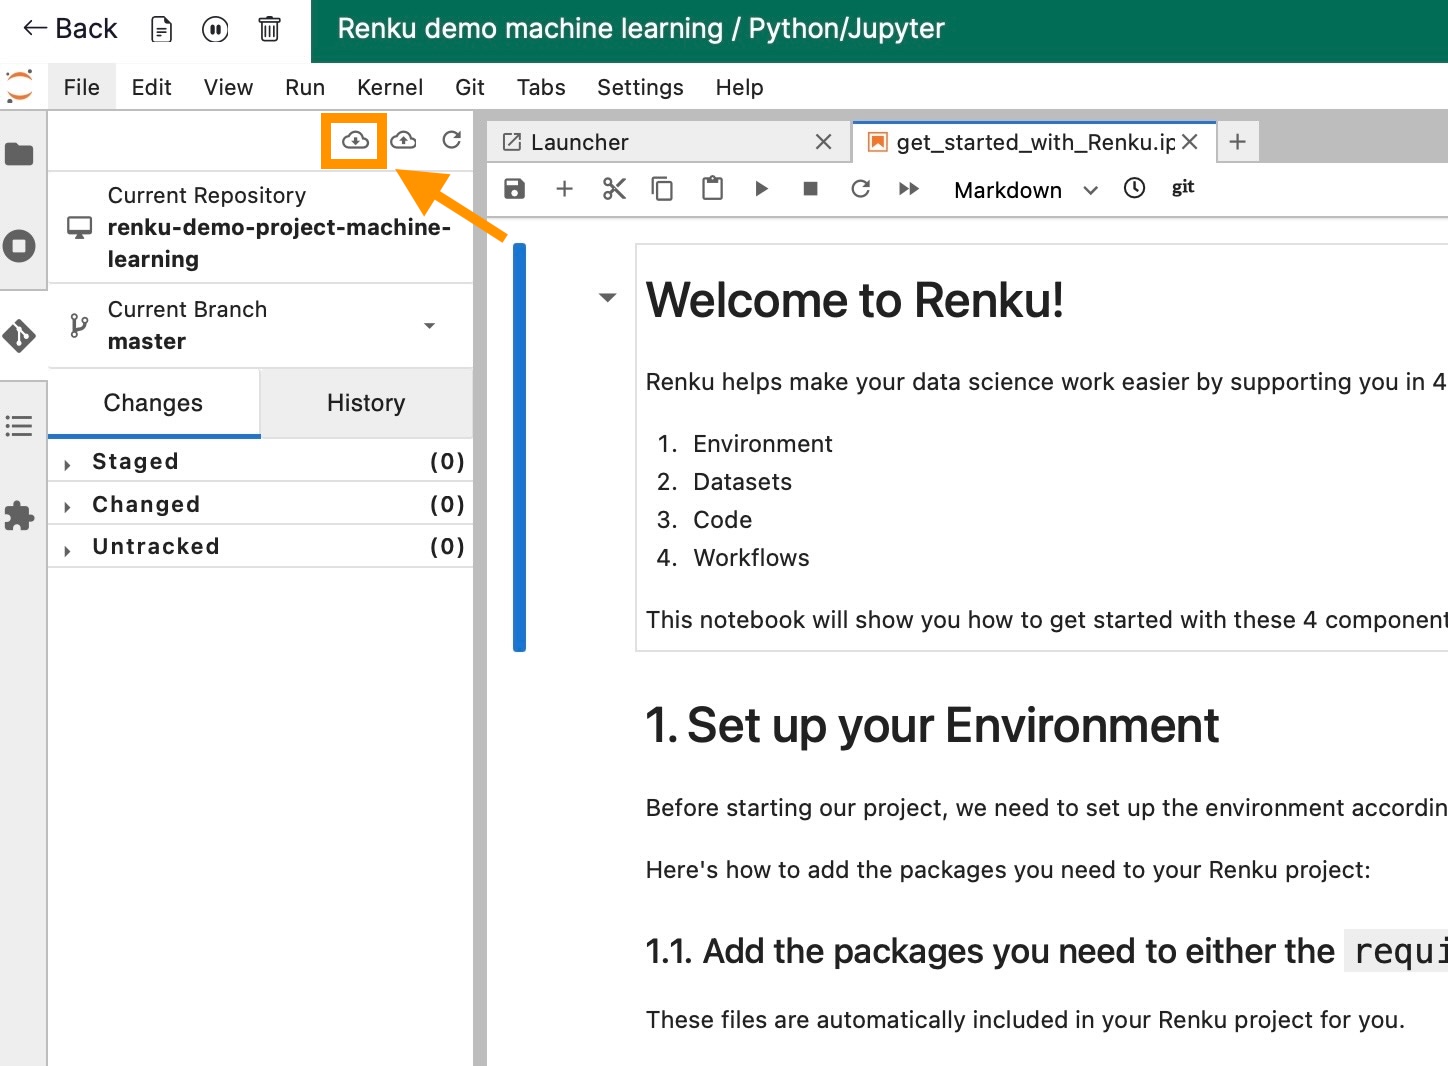 Back
Renku demo machine learning / Python/Jupyter
File Edit View Run Kernel Git Tabs Settings Help
Launcher
get_started_with_Renku.ip
Markdown
git
Current Repository
renku-demo-project-machine-
learning
Current Branch
master
Changes History
Staged (0)
Changed (0)
Untracked (0)
Welcome to Renku!
Renku helps make your data science work easier by supporting you in 4
1. Environment
2. Datasets
3. Code
4. Workflows
This notebook will show you how to get started with these 4 component
1. Set up your Environment
Before starting our project, we need to set up the environment accordin
Here's how to add the packages you need to your Renku project:
1.1. Add the packages you need to either the requi
These files are automatically included in your Renku project for you.